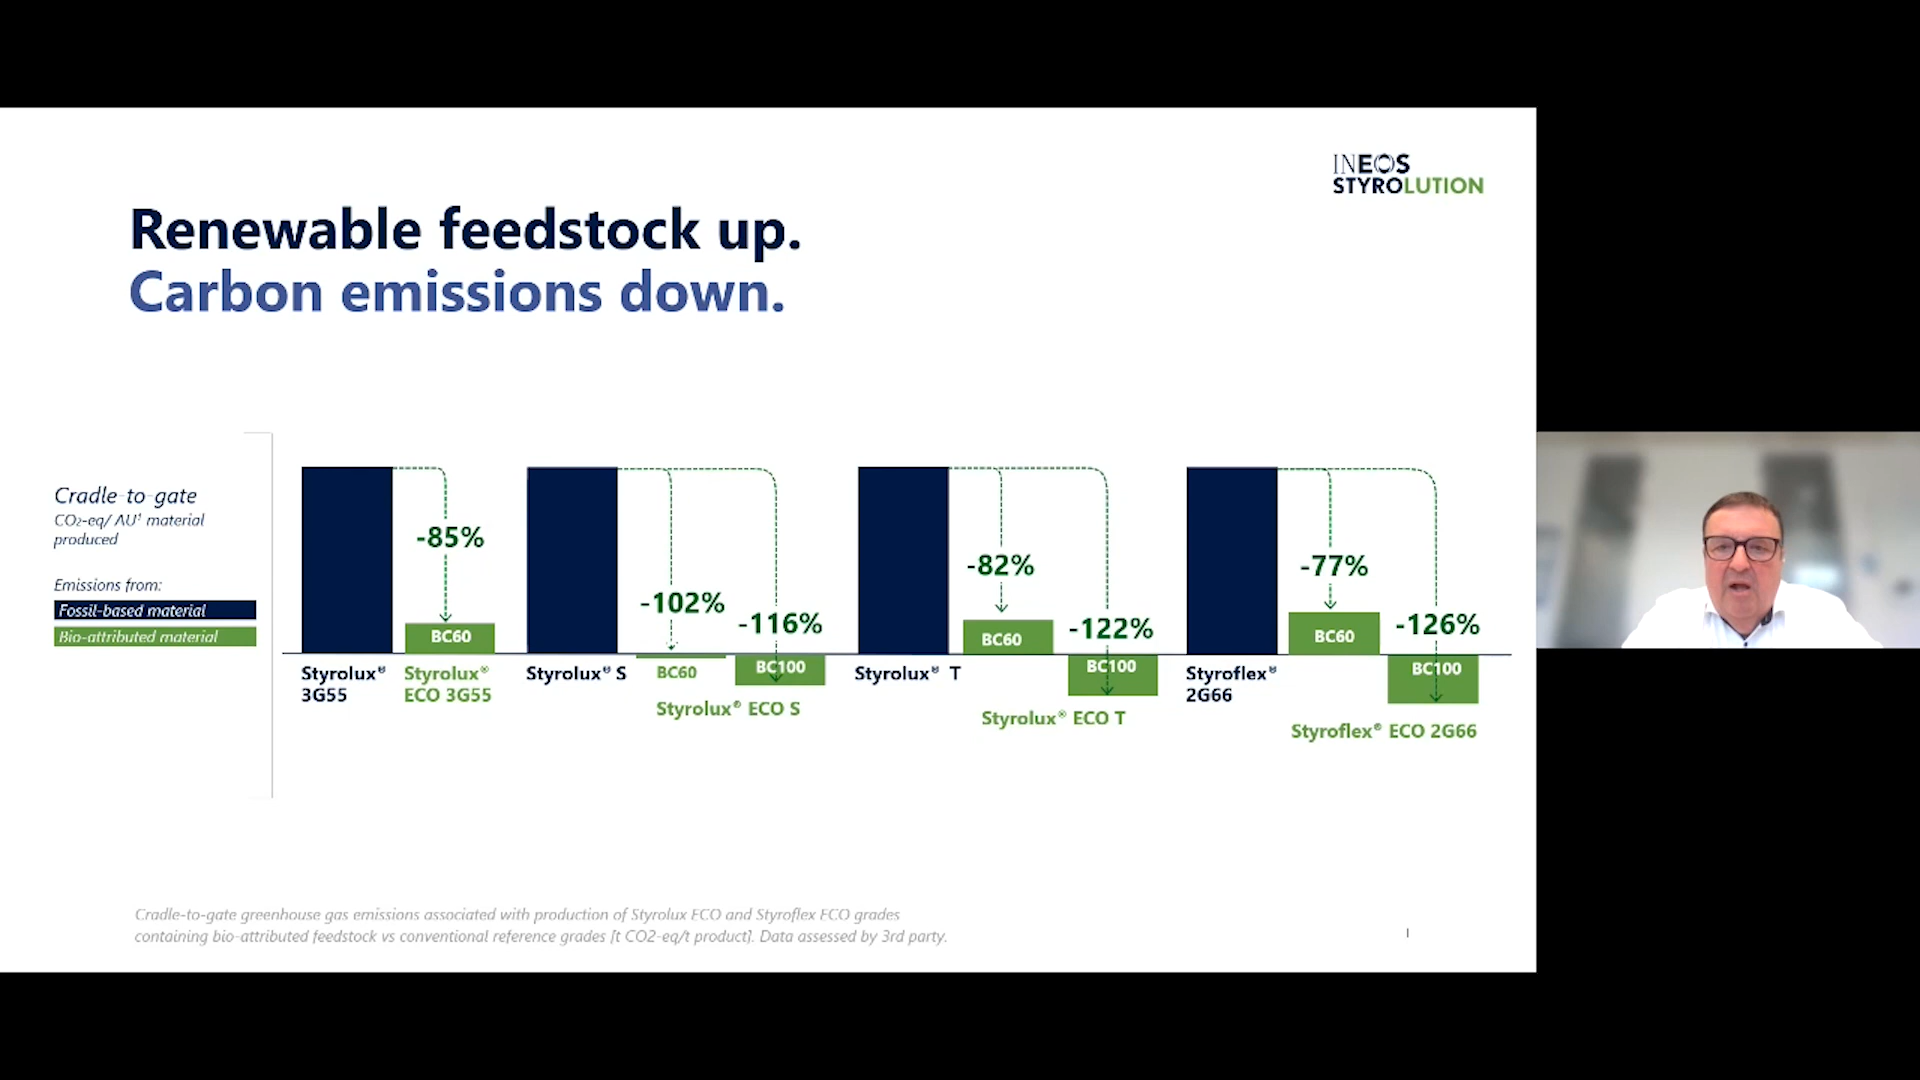 INEOS
STYROLUTION
Renewable feedstock up.
Carbon emissions down.
Cradle-to-gate
CO₂-eq/ AU¹ material
produced
Emissions from:
Fossil-based material
Bio-attributed material
-85%
BC60
Styrolux®
3G55
Styrolux®
ECO 3G55
-102%
-116%
Styrolux® S
BC60
BC100
Styrolux® ECO S
-82%
BC60
-122%
BC100
Styrolux® T
Styrolux® ECO T
-77%
BC60
-126%
BC100
Styroflex®
2G66
Styroflex® ECO 2G66
Cradle-to-gate greenhouse gas emissions associated with production of Styrolux ECO and Styroflex ECO grades
containing bio-attributed feedstock vs conventional reference grades [t CO2-eq/t product]. Data assessed by 3rd party.